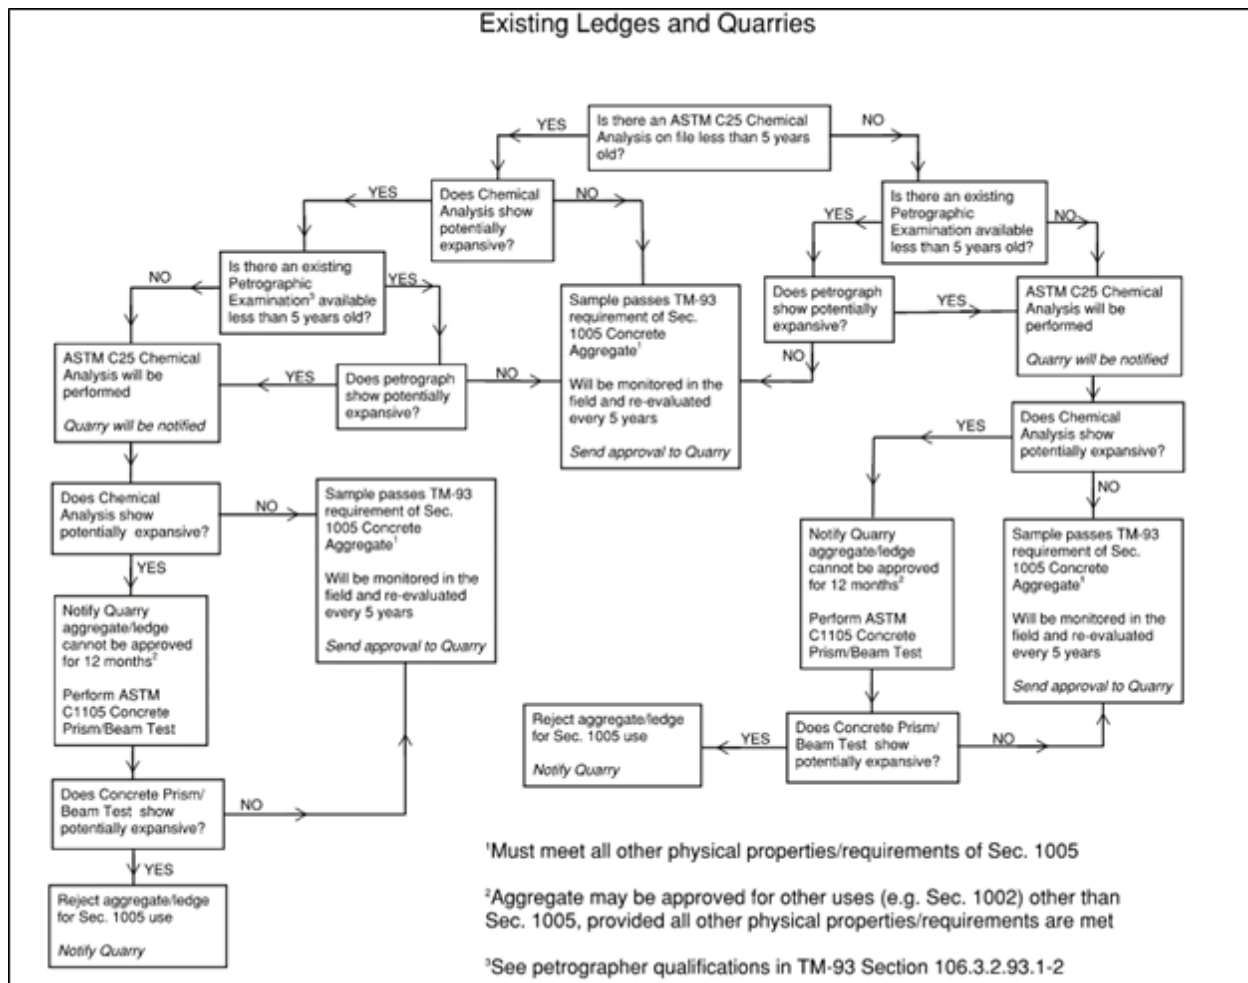 Existing Ledges and Quarries
Is there an ASTM C25 Chemical
Analysis on file less than 5 years
old?
YES
NO
Does Chemical
Analysis show
potentially
expansive?
YES
NO
Is there an existing
Petrographic
Examination available
less than 5 years old?
YES
NO
Is there an existing
Petrographic
Examination³ available
less than 5 years old?
NO
YES
Sample passes TM-93
requirement of Sec.
1005 Concrete
Aggregate¹
Will be monitored in the
field and re-evaluated
every 5 years
Send approval to Quarry
Does petrograph
show potentially
expansive?
YES
NO
ASTM C25 Chemical
Analysis will be
performed
Quarry will be notified
ASTM C25 Chemical
Analysis will be
performed
Quarry will be notified
Does petrograph
show potentially
expansive?
YES
NO
Does Chemical
Analysis show
potentially expansive?
YES
NO
Does Chemical
Analysis show
potentially expansive?
NO
YES
Sample passes TM-93
requirement of Sec.
1005 Concrete
Aggregate¹
Will be monitored in the
field and re-evaluated
every 5 years
Send approval to Quarry
Notify Quarry
aggregate/ledge
cannot be approved
for 12 months²
Perform ASTM
C1105 Concrete
Prism/Beam Test
Sample passes TM-93
requirement of Sec.
1005 Concrete
Aggregate¹
Will be monitored in the
field and re-evaluated
every 5 years
Send approval to Quarry
Notify Quarry
aggregate/ledge
cannot be approved
for 12 months²
Perform ASTM
C1105 Concrete
Prism/Beam Test
Reject aggregate/ledge
for Sec. 1005 use
Notify Quarry
YES
Does Concrete Prism/
Beam Test show
potentially expansive?
NO
Does Concrete Prism/
Beam Test show
potentially expansive?
NO
YES
Reject aggregate/ledge
for Sec. 1005 use
Notify Quarry
¹Must meet all other physical properties/requirements of Sec. 1005
²Aggregate may be approved for other uses (e.g. Sec. 1002) other than
Sec. 1005, provided all other physical properties/requirements are met
³See petrographer qualifications in TM-93 Section 106.3.2.93.1-2